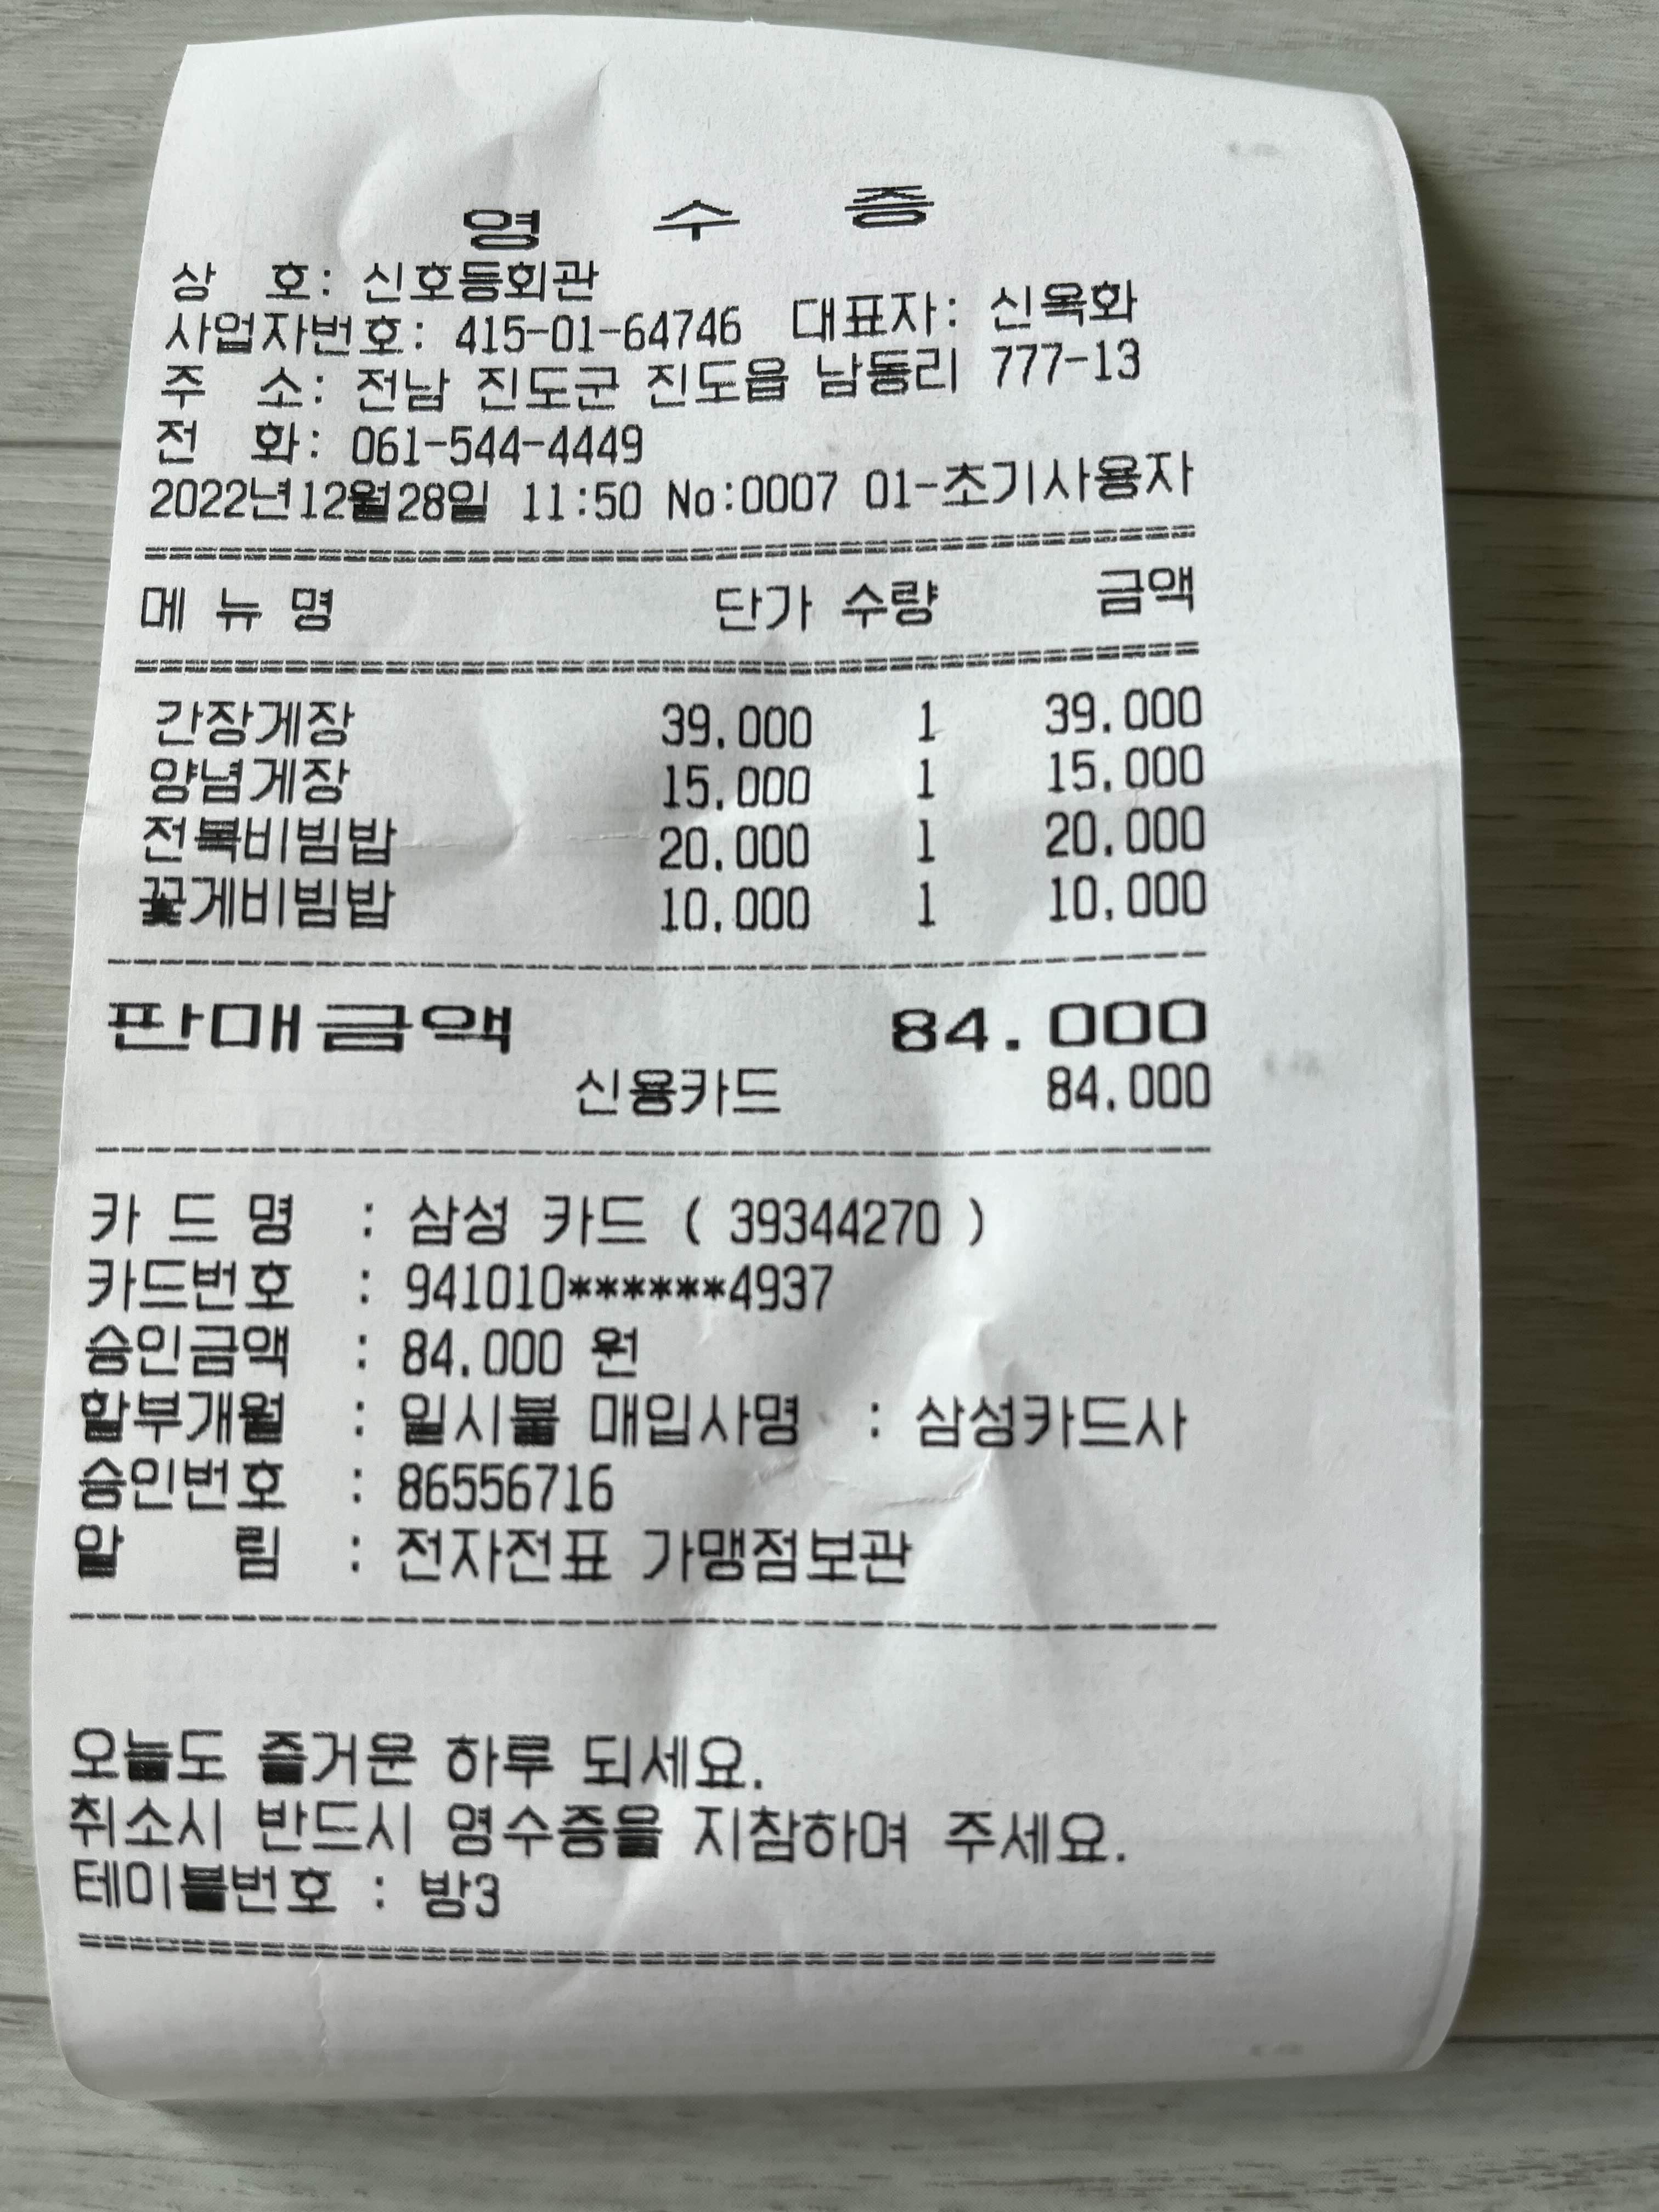 영 수 증
상 호: 신호등회관
사업자번호: 415-01-64746 대표자: 신옥화
주 소: 전남 진도군 진도읍 남동리 777-13
전 화: 061-544-4449
2022년12월28일 11:50 No:0007 01-초기사용자
메 뉴 명 단가 수량 금액
간장게장 39,000 1 39,000
양념게장 15,000 1 15,000
전복비빔밥 20,000 1 20,000
꽃게비빔밥 10,000 1 10,000
판매금액 84,000
신용카드 84,000
카 드 명 : 삼성 카드 ( 39344270 )
카드번호 : 941010******4937
승인금액 : 84,000 원
할부개월 : 일시불 매입사명 : 삼성카드사
승인번호 : 86556716
알 림 : 전자전표 가맹점보관
오늘도 즐거운 하루 되세요.
취소시 반드시 영수증을 지참하여 주세요.
테이블번호 : 방3